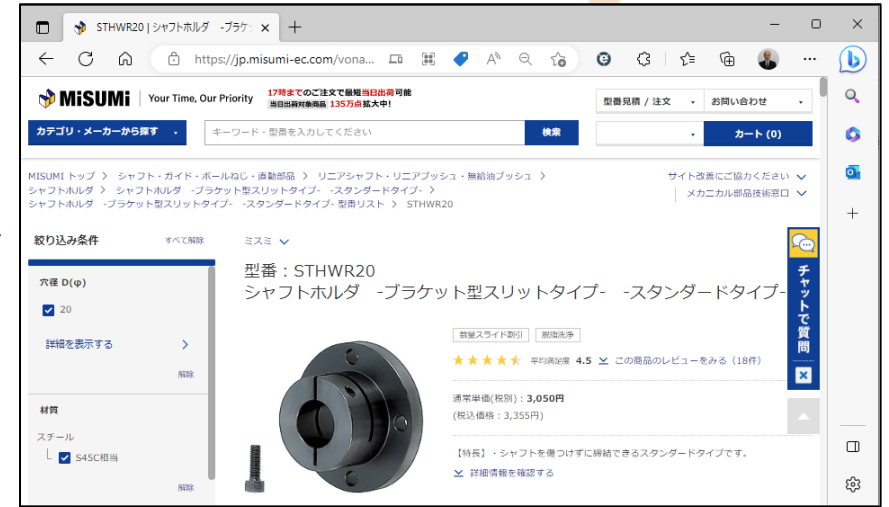 STHWR20 | シャフトホルダ -ブラケッ
https://jp.misumi-ec.com/vona...
MiSUMi Your Time, Our Priority
17時までのご注文で最短当日出荷可能
当日出荷対象商品 135万点拡大中!
型番見積 / 注文
お問い合わせ
カテゴリ・メーカーから探す
キーワード・型番を入力してください
検索
カート (0)
MISUMI トップ > シャフト・ガイド・ボールねじ・直動部品 > リニアシャフト・リニアブッシュ・無給油ブッシュ >
シャフトホルダ > シャフトホルダ -ブラケット型スリットタイプ- -スタンダードタイプ- >
シャフトホルダ -ブラケット型スリットタイプ- -スタンダードタイプ- 型番リスト > STHWR20
サイト改善にご協力ください
メカニカル部品技術窓口
絞り込み条件
すべて解除
穴径 D(φ)
20
詳細を表示する
解除
材質
スチール
S45C相当
解除
ミスミ
型番 : STHWR20
シャフトホルダ -ブラケット型スリットタイプ- -スタンダードタイプ-
数量スライド割引
脱脂洗浄
平均満足度 4.5
この商品のレビューをみる(18件)
通常単価(税別) : 3,050円
(税込価格 : 3,355円)
【特長】・シャフトを傷つけずに締結できるスタンダードタイプです。
詳細情報を確認する
チャットで質問